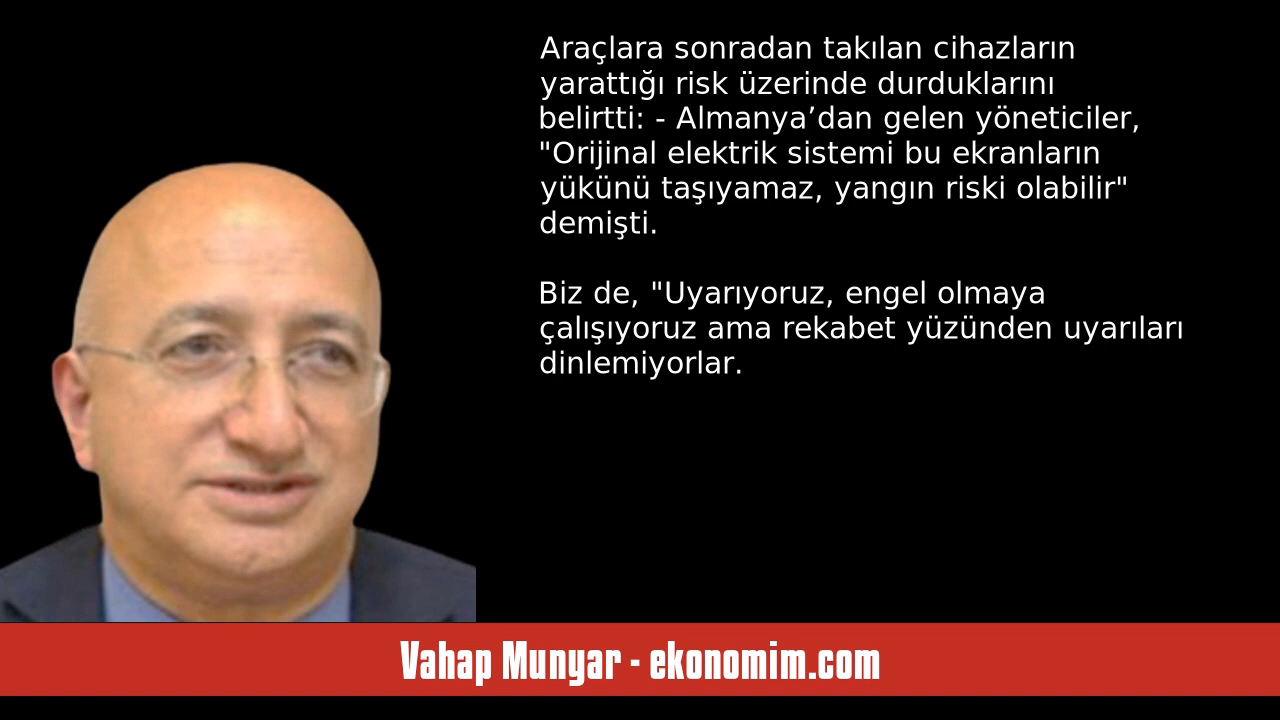 Araçlara sonradan takılan cihazların
yarattığı risk üzerinde durduklarını
belirtti: - Almanya’dan gelen yöneticiler,
"Orijinal elektrik sistemi bu ekranların
yükünü taşıyamaz, yangın riski olabilir"
demişti.
Biz de, "Uyarıyoruz, engel olmaya
çalışıyoruz ama rekabet yüzünden uyarıları
dinlemiyorlar.
Vahap Munyar - ekonomim.com